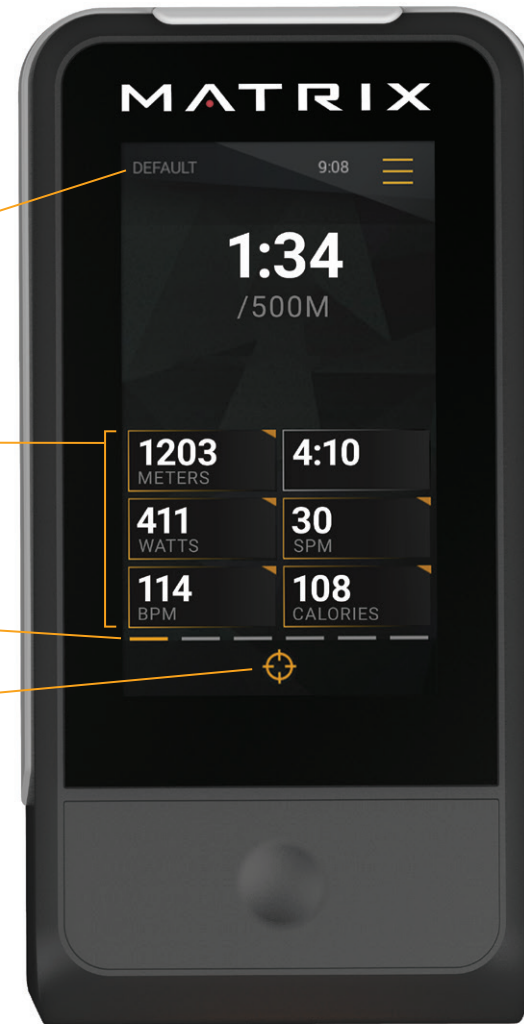 MATRIX
DEFAULT 9:08
1:34
/500M
1203 4:10
METERS
411 30
WATTS SPM
114 108
BPM CALORIES